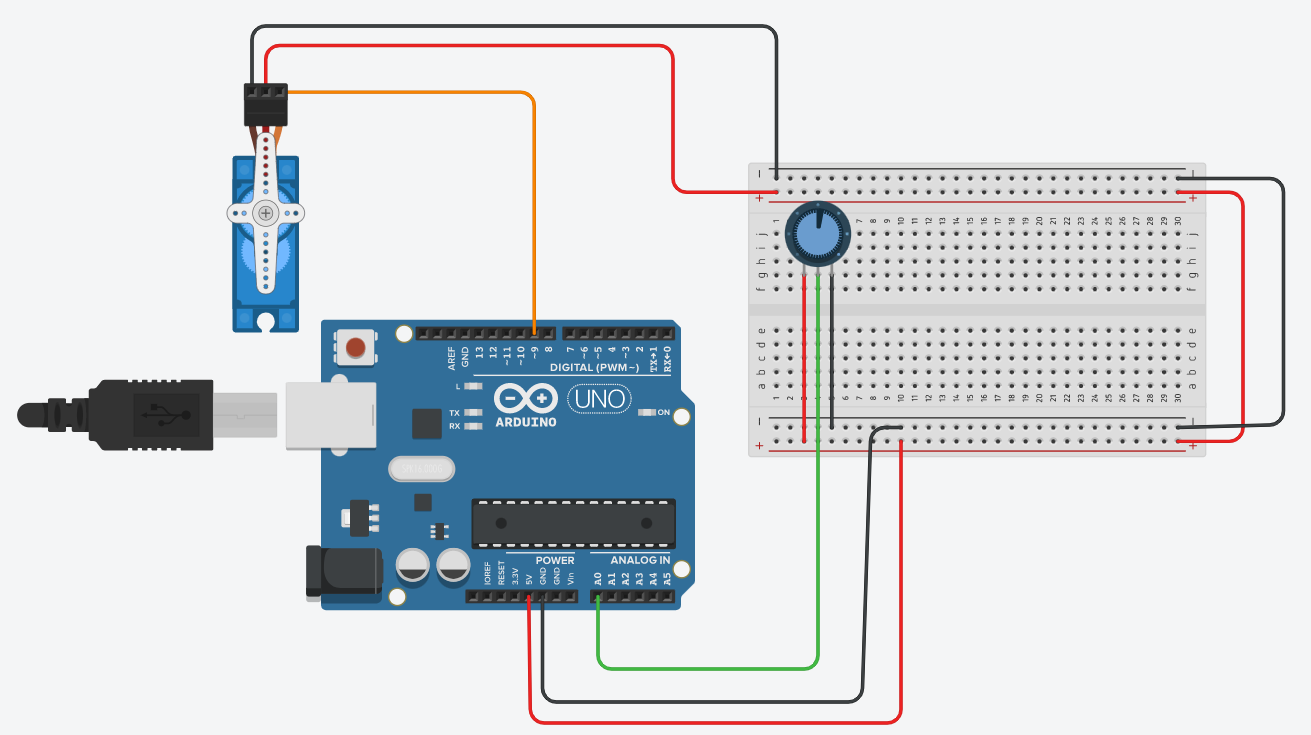 − −
+ +
1 7 8 9 10 11 12 13 14 15 16 17 18 19 20 21 22 23 24 25 26 27 28 29 30
j j
i i
h h
g g
f f
e e
d d
c c
b b
a a
1 2 3 4 5 6 7 8 9 10 11 12 13 14 15 16 17 18 19 20 21 22 23 24 25 26 27 28 29 30
− −
+ +
AREF
GND
13
12
~11
~10
~9
8
7
~6
~5
4
~3
2
TX→1
RX←0
DIGITAL (PWM~)
L
TX
RX
ARDUINO
UNO
ON
POWER
ANALOG IN
IOREF
RESET
3.3V
5V
GND
GND
Vin
A0
A1
A2
A3
A4
A5